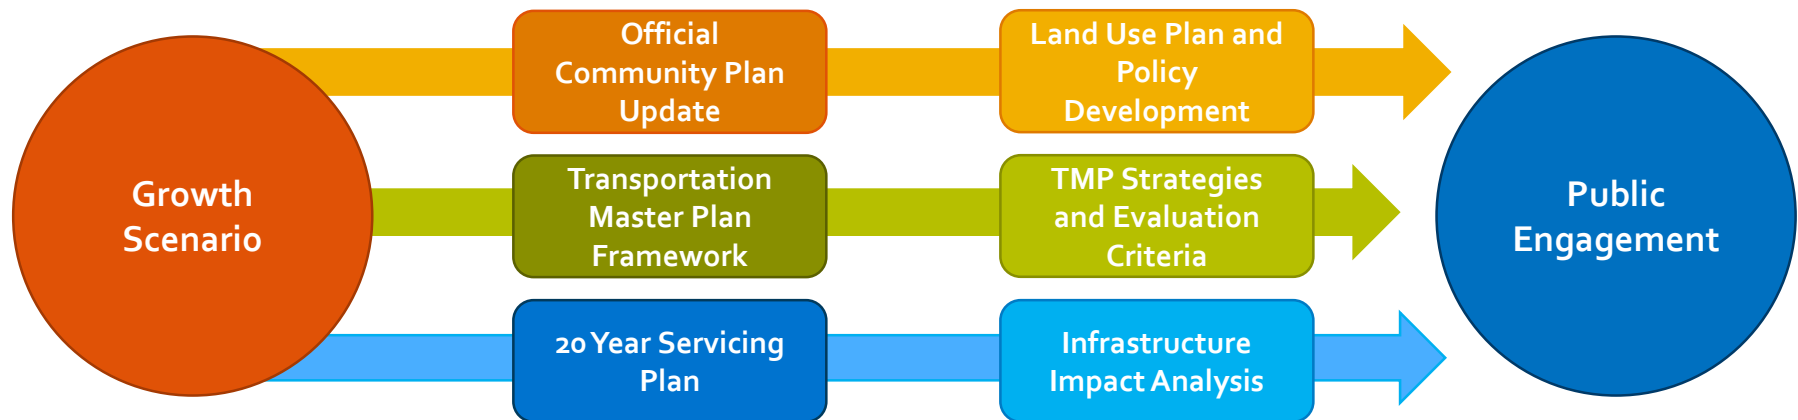 Growth
Scenario
Official
Community Plan
Update
Land Use Plan and
Policy
Development
Transportation
Master Plan
Framework
TMP Strategies
and Evaluation
Criteria
20 Year Servicing
Plan
Infrastructure
Impact Analysis
Public
Engagement